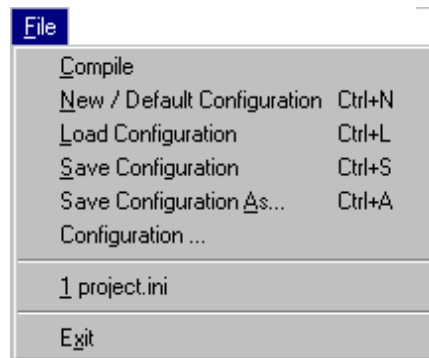 File
Compile
New / Default Configuration Ctrl+N
Load Configuration Ctrl+L
Save Configuration Ctrl+S
Save Configuration As... Ctrl+A
Configuration ...
1 project.ini
Exit